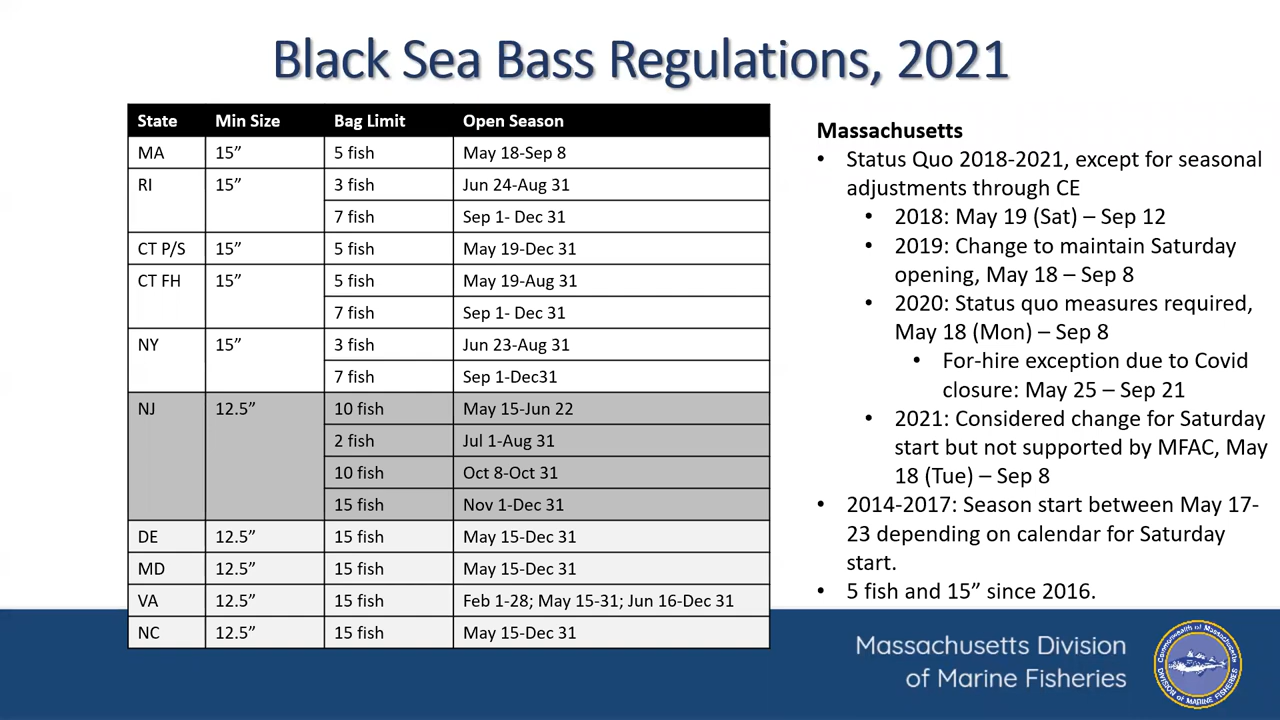 Black Sea Bass Regulations, 2021
State Min Size Bag Limit Open Season
MA 15” 5 fish May 18-Sep 8
RI 15” 3 fish Jun 24-Aug 31
7 fish Sep 1- Dec 31
CT P/S 15” 5 fish May 19-Dec 31
CT FH 15” 5 fish May 19-Aug 31
7 fish Sep 1- Dec 31
NY 15” 3 fish Jun 23-Aug 31
7 fish Sep 1-Dec31
NJ 12.5” 10 fish May 15-Jun 22
2 fish Jul 1-Aug 31
10 fish Oct 8-Oct 31
15 fish Nov 1-Dec 31
DE 12.5” 15 fish May 15-Dec 31
MD 12.5” 15 fish May 15-Dec 31
VA 12.5” 15 fish Feb 1-28; May 15-31; Jun 16-Dec 31
NC 12.5” 15 fish May 15-Dec 31
Massachusetts
• Status Quo 2018-2021, except for seasonal
adjustments through CE
• 2018: May 19 (Sat) – Sep 12
• 2019: Change to maintain Saturday
opening, May 18 – Sep 8
• 2020: Status quo measures required,
May 18 (Mon) – Sep 8
• For-hire exception due to Covid
closure: May 25 – Sep 21
• 2021: Considered change for Saturday
start but not supported by MFAC, May
18 (Tue) – Sep 8
• 2014-2017: Season start between May 17-
23 depending on calendar for Saturday
start.
• 5 fish and 15” since 2016.
Massachusetts Division
of Marine Fisheries
Commonwealth of Massachusetts
DIVISION of MARINE FISHERIES